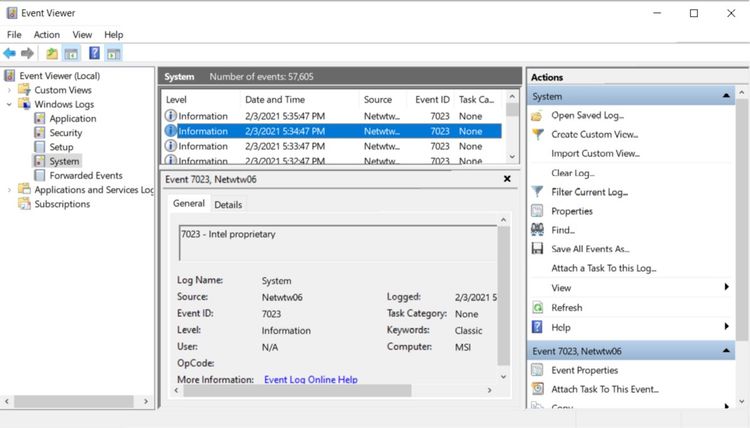 Event Viewer
File Action View Help
Event Viewer (Local)
Custom Views
Windows Logs
Application
Security
Setup
System
Forwarded Events
Applications and Services Log
Subscriptions
System Number of events: 57,605
Level Date and Time Source Event ID Task Ca...
Information 2/3/2021 5:35:47 PM Netwtw... 7023 None
Information 2/3/2021 5:34:47 PM Netwtw... 7023 None
Information 2/3/2021 5:33:47 PM Netwtw... 7023 None
Information 2/3/2021 5:32:47 PM Netwtw... 7023 None
Event 7023, Netwtw06
General Details
7023 - Intel proprietary
Log Name: System
Source: Netwtw06 Logged: 2/3/2021 5
Event ID: 7023 Task Category: None
Level: Information Keywords: Classic
User: N/A Computer: MSI
OpCode:
More Information: Event Log Online Help
Actions
System
Open Saved Log...
Create Custom View...
Import Custom View...
Clear Log...
Filter Current Log...
Properties
Find...
Save All Events As...
Attach a Task To this Log...
View
Refresh
Help
Event 7023, Netwtw06
Event Properties
Attach Task To This Event...
Copy